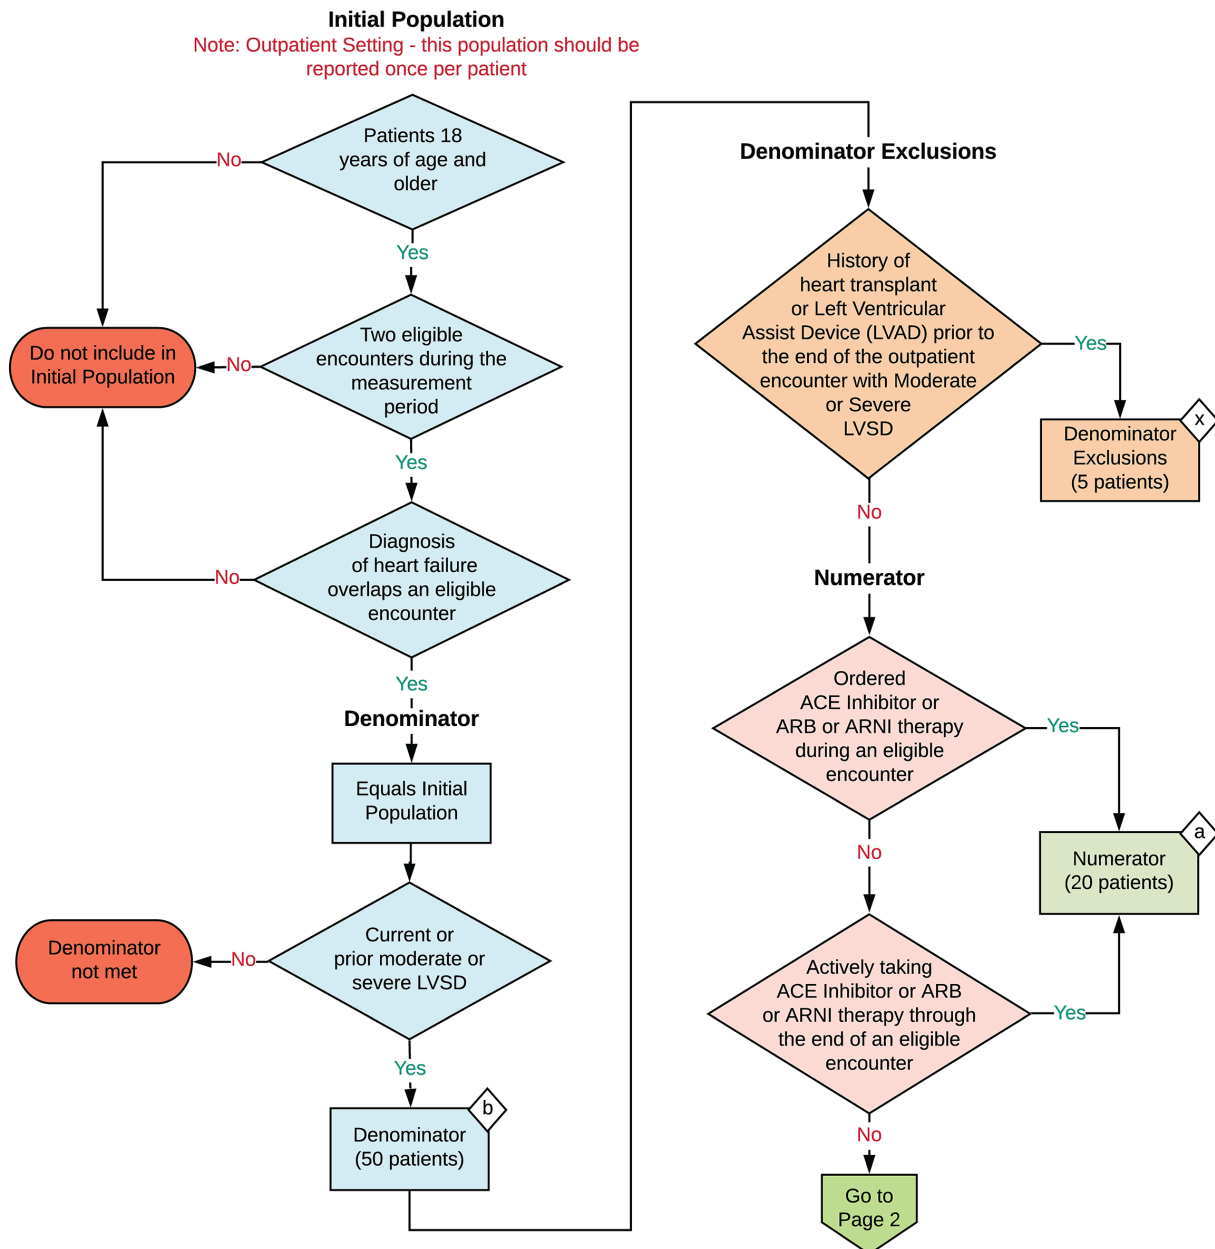 Initial Population
Note: Outpatient Setting - this population should be
reported once per patient
Patients 18
years of age and
older
No
Yes
Two eligible
encounters during the
measurement
period
No
Do not include in
Initial Population
Yes
Diagnosis
of heart failure
overlaps an eligible
encounter
No
Yes
Denominator
Equals Initial
Population
Current or
prior moderate or
severe LVSD
No
Denominator
not met
Yes
b
Denominator
(50 patients)
Denominator Exclusions
History of
heart transplant
or Left Ventricular
Assist Device (LVAD) prior to
the end of the outpatient
encounter with Moderate
or Severe
LVSD
Yes
x
Denominator
Exclusions
(5 patients)
No
Numerator
Ordered
ACE Inhibitor or
ARB or ARNI therapy
during an eligible
encounter
Yes
a
Numerator
(20 patients)
No
Actively taking
ACE Inhibitor or ARB
or ARNI therapy through
the end of an eligible
encounter
Yes
No
Go to
Page 2